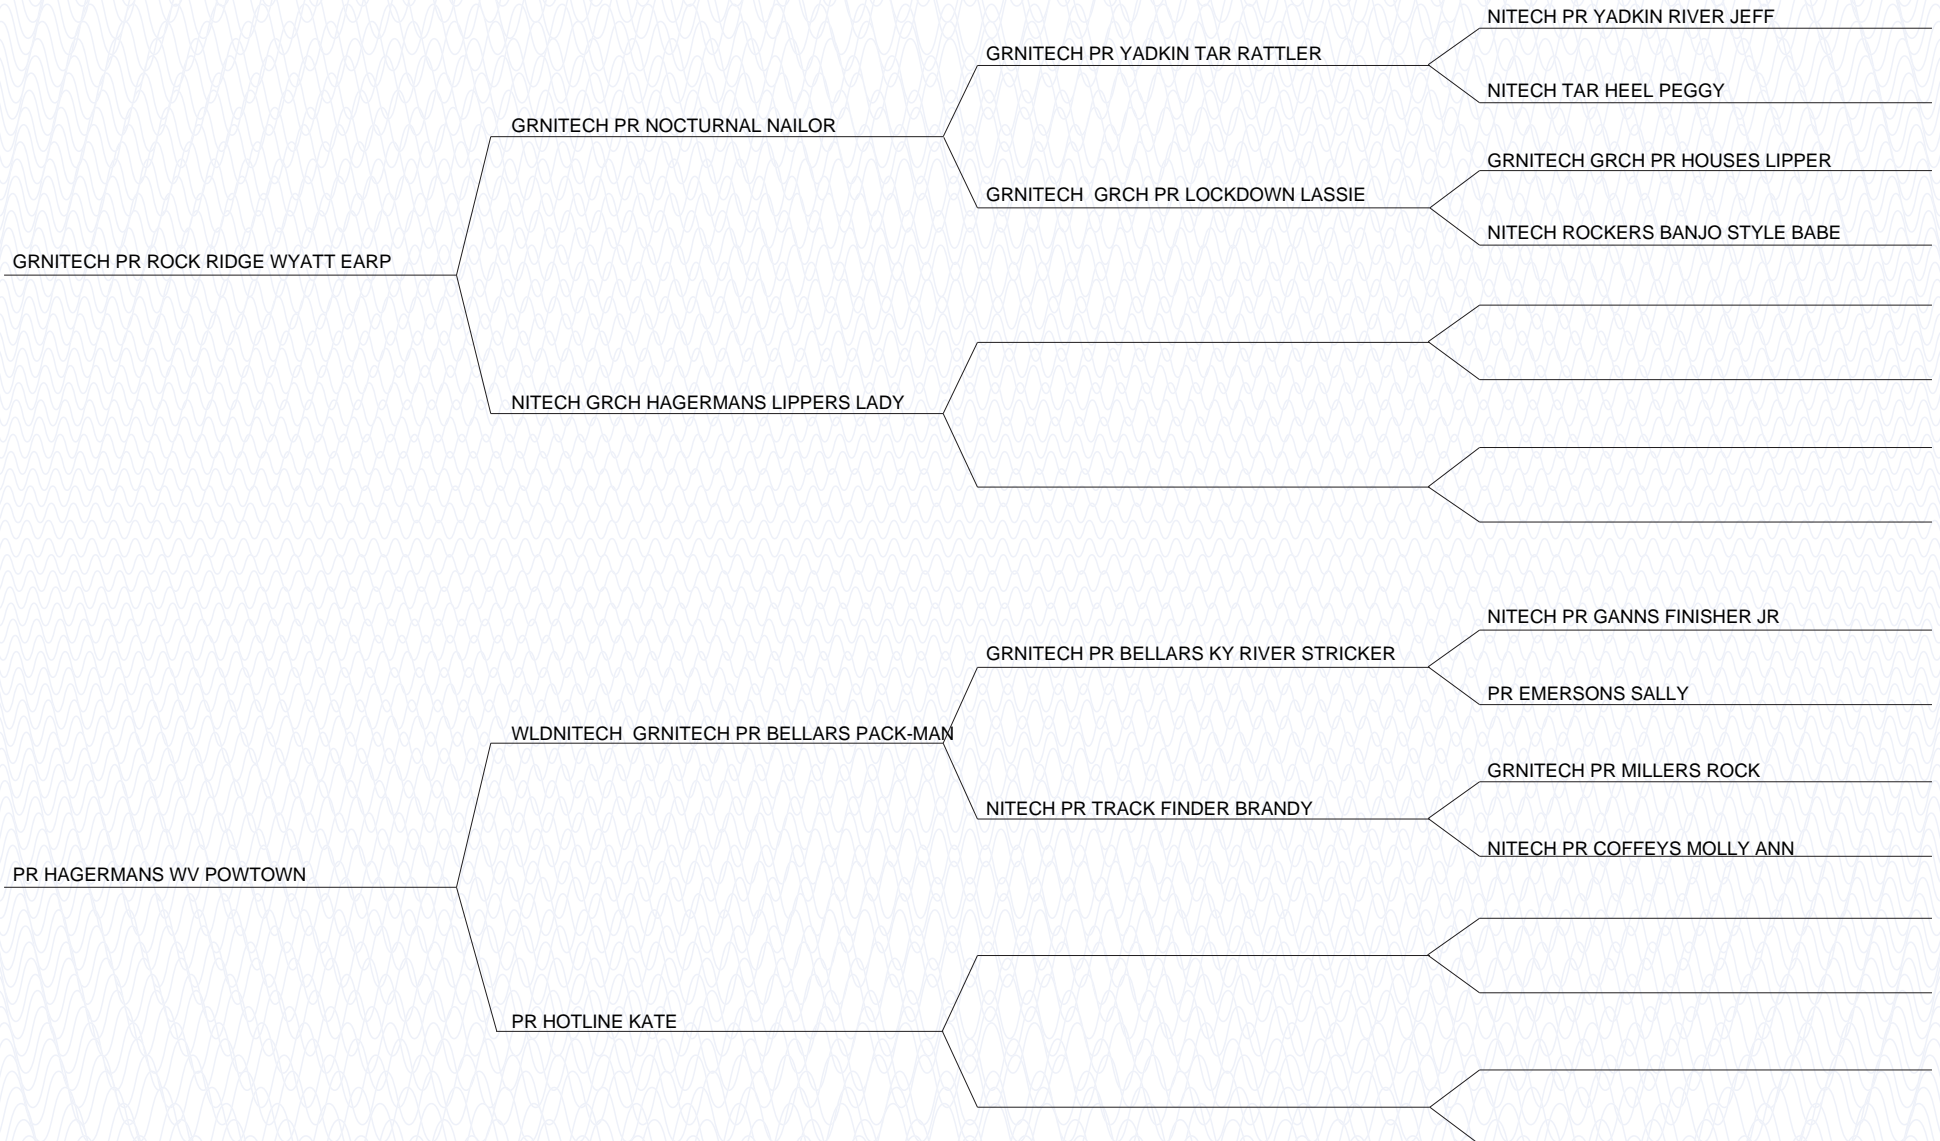 NITECH PR YADKIN RIVER JEFF
GRNITECH PR YADKIN TAR RATTLER
NITECH TAR HEEL PEGGY
GRNITECH PR NOCTURNAL NAILOR
GRNITECH GRCH PR HOUSES LIPPER
GRNITECH  GRCH PR LOCKDOWN LASSIE
NITECH ROCKERS BANJO STYLE BABE
GRNITECH PR ROCK RIDGE WYATT EARP
NITECH GRCH HAGERMANS LIPPERS LADY
NITECH PR GANNS FINISHER JR
GRNITECH PR BELLARS KY RIVER STRICKER
PR EMERSONS SALLY
WLDNITECH  GRNITECH PR BELLARS PACK-MAN
GRNITECH PR MILLERS ROCK
NITECH PR TRACK FINDER BRANDY
NITECH PR COFFEYS MOLLY ANN
PR HAGERMANS WV POWTOWN
PR HOTLINE KATE